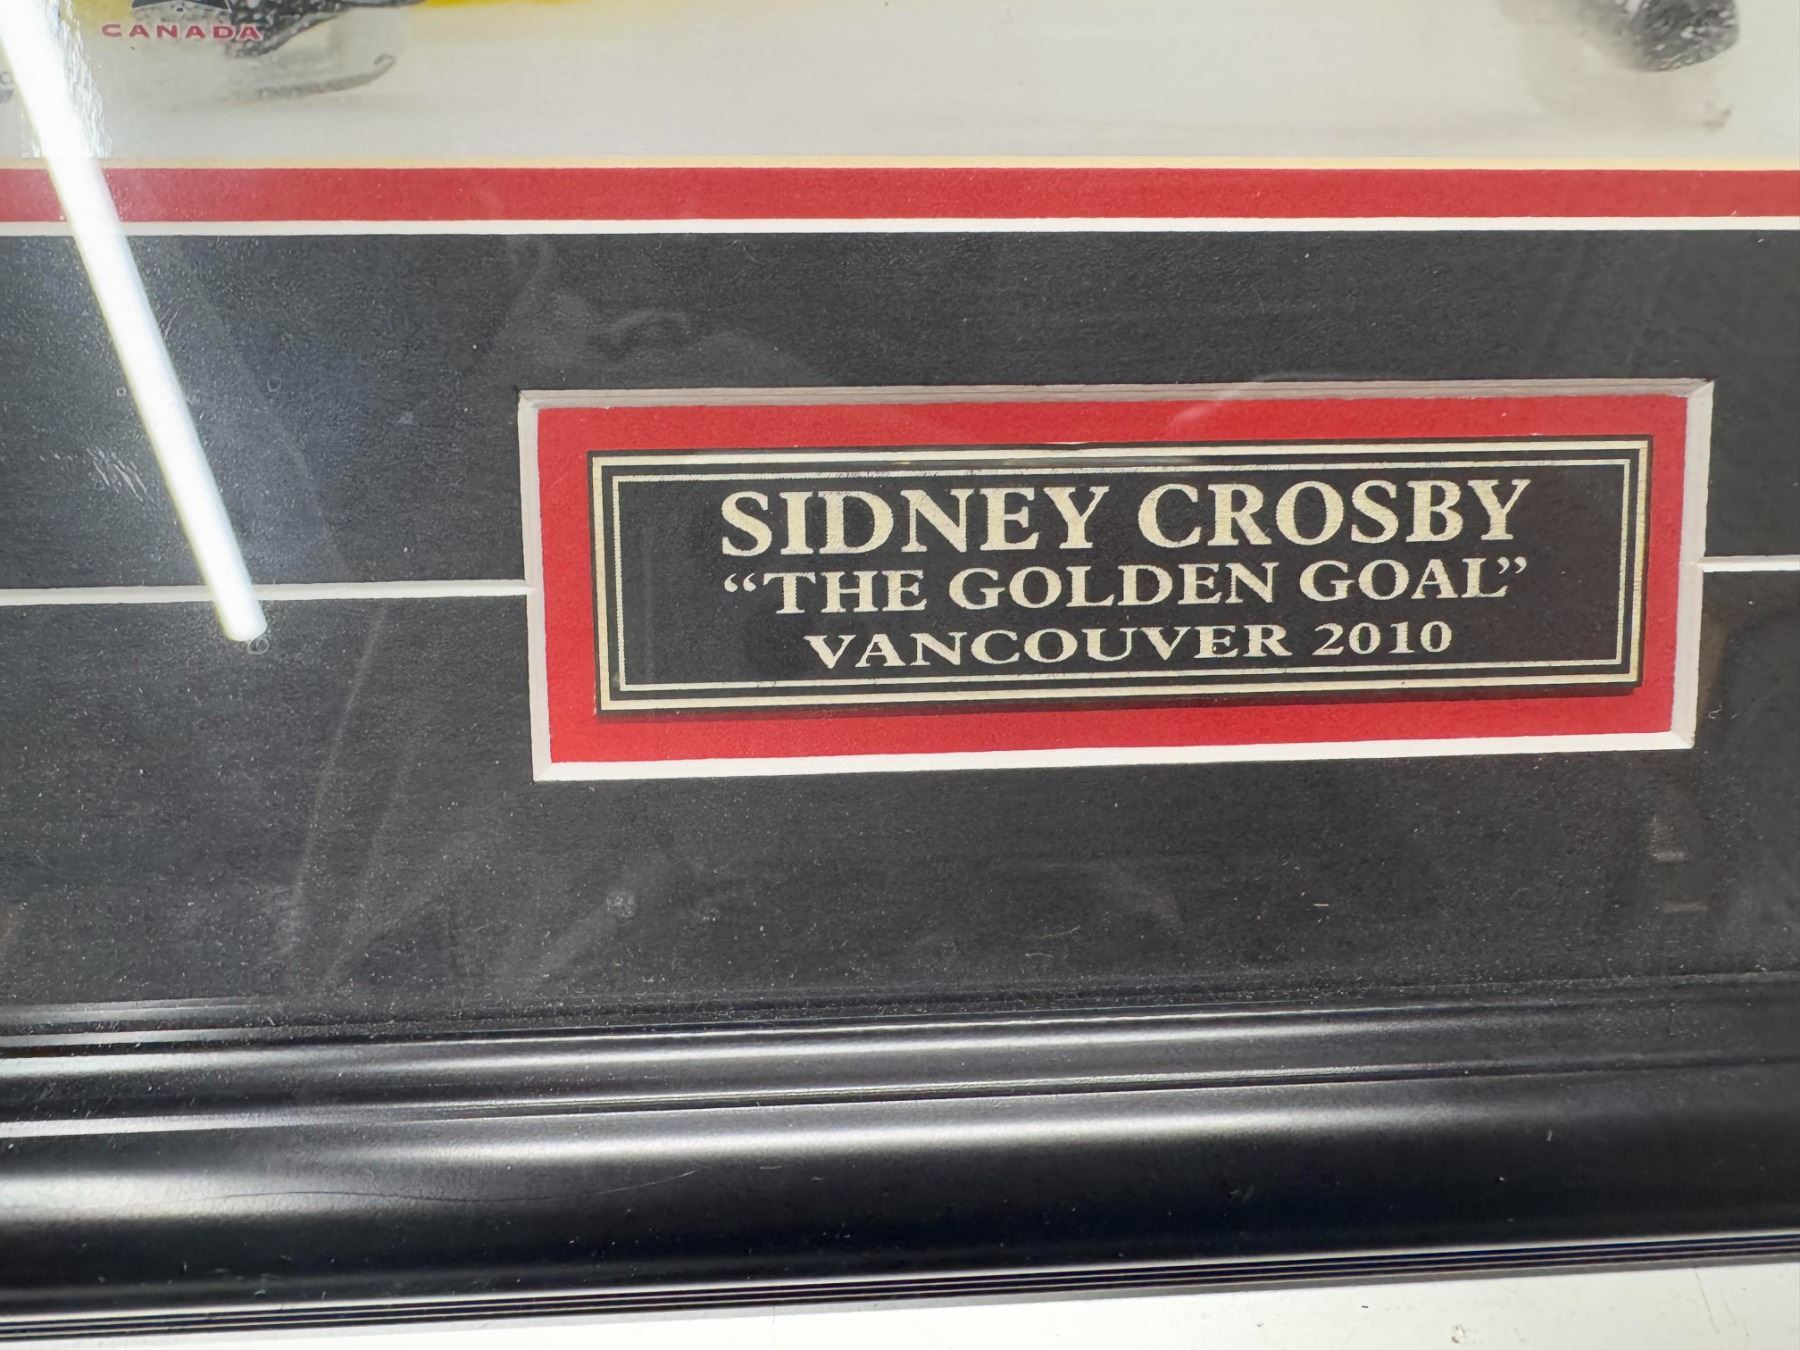 CANADA
SIDNEY CROSBY
“THE GOLDEN GOAL”
VANCOUVER 2010